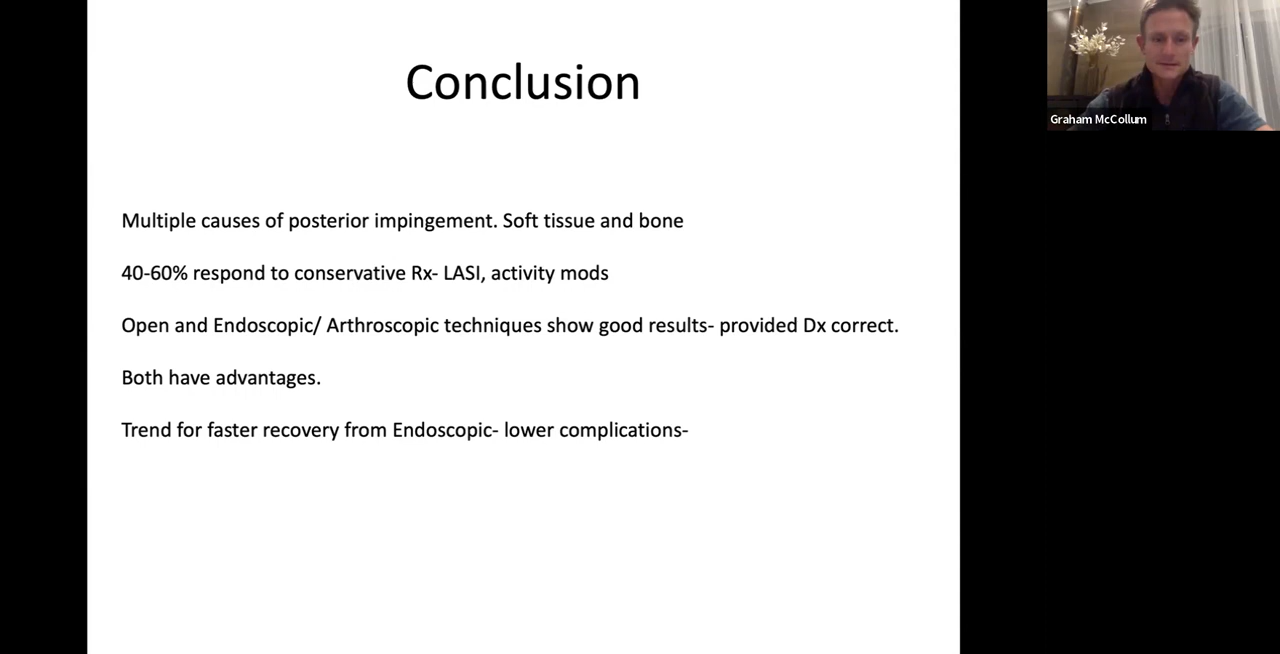 Conclusion
Multiple causes of posterior impingement. Soft tissue and bone
40-60% respond to conservative Rx- LASI, activity mods
Open and Endoscopic/ Arthroscopic techniques show good results- provided Dx correct.
Both have advantages.
Trend for faster recovery from Endoscopic- lower complications-
Graham McCollum